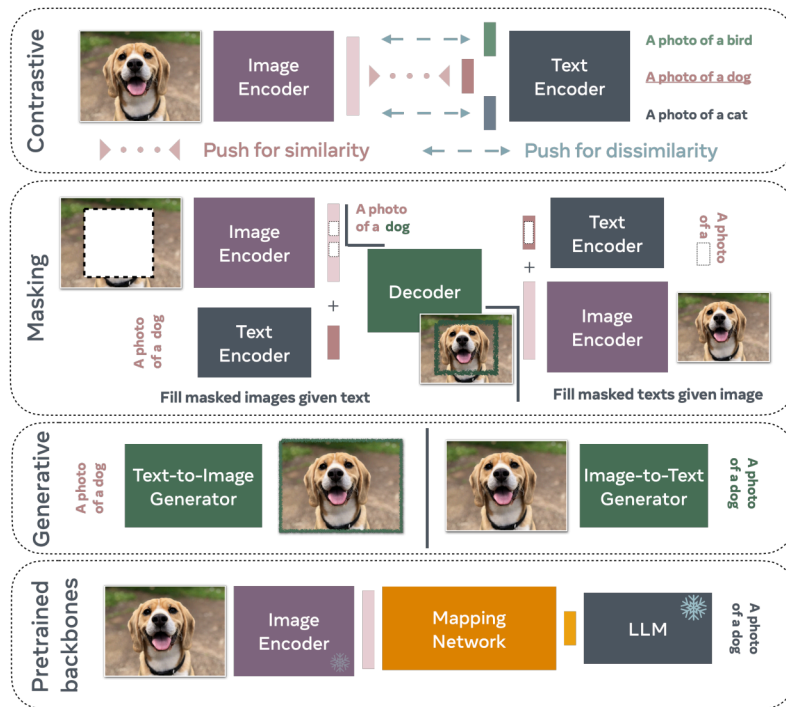 Contrastive
Image
Encoder
Text
Encoder
A photo of a bird
A photo of a dog
A photo of a cat
Push for similarity
Push for dissimilarity
Masking
Image
Encoder
A photo
of a dog
Text
Encoder
A photo
of a dog
Fill masked images given text
Decoder
Text
Encoder
A photo
of a
Image
Encoder
Fill masked texts given image
Generative
A photo
of a dog
Text-to-Image
Generator
Image-to-Text
Generator
A photo
of a dog
Pretrained
backbones
Image
Encoder
Mapping
Network
LLM
A photo
of a dog